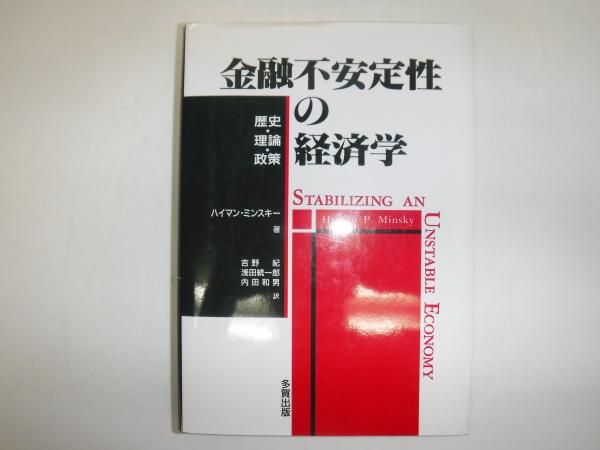 金融不安定性
の
経済学
歴史
・
理論
・
政策
STABILIZING AN
UNSTABLE ECONOMY
Hyman P. Minsky
ハイマン・ミンスキー
著
吉野 紀
浅田統一郎
内田和男
訳
多賀出版